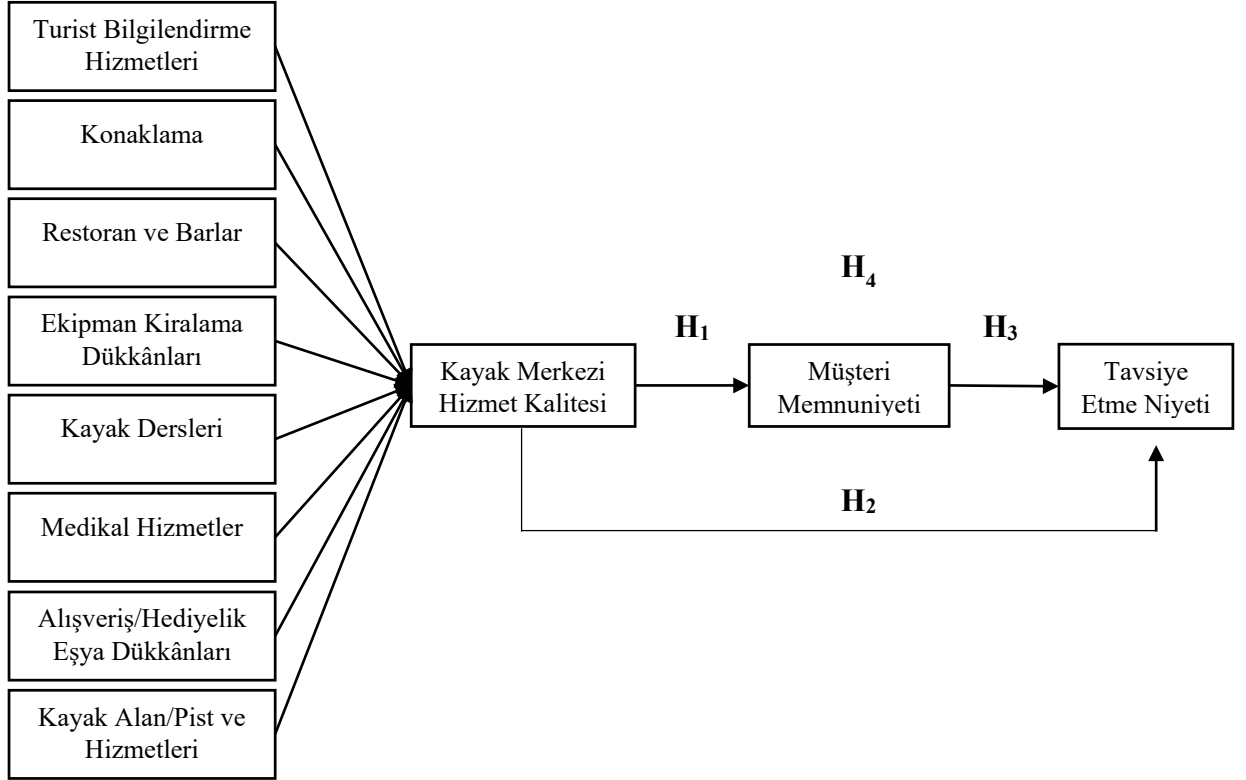 Turist Bilgilendirme
Hizmetleri
Konaklama
Restoran ve Barlar
Ekipman Kiralama
Dükkânları
Kayak Dersleri
Medikal Hizmetler
Alışveriş/Hediyelik
Eşya Dükkânları
Kayak Alan/Pist ve
Hizmetleri
Kayak Merkezi
Hizmet Kalitesi
H1
Müşteri
Memnuniyeti
H4
H3
Tavsiye
Etme Niyeti
H2